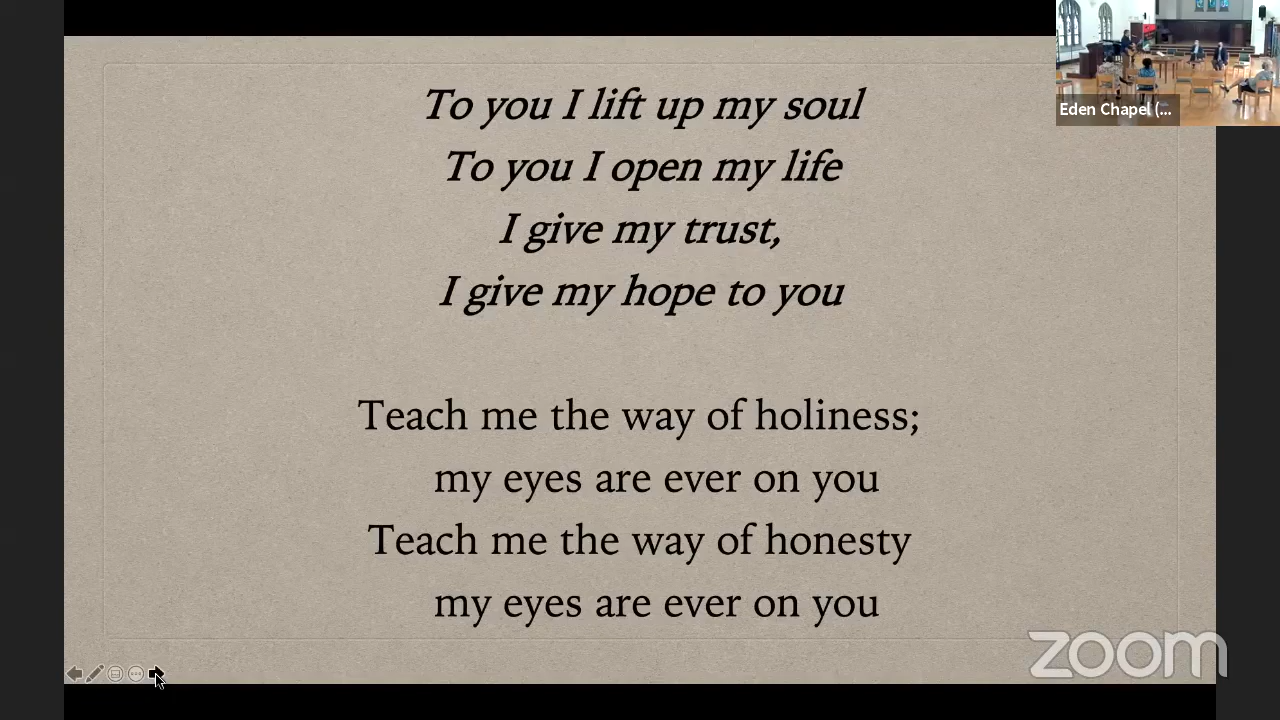 To you I lift up my soul
To you I open my life
I give my trust,
I give my hope to you
Teach me the way of holiness;
my eyes are ever on you
Teach me the way of honesty
my eyes are ever on you
Eden Chapel (...
zoom